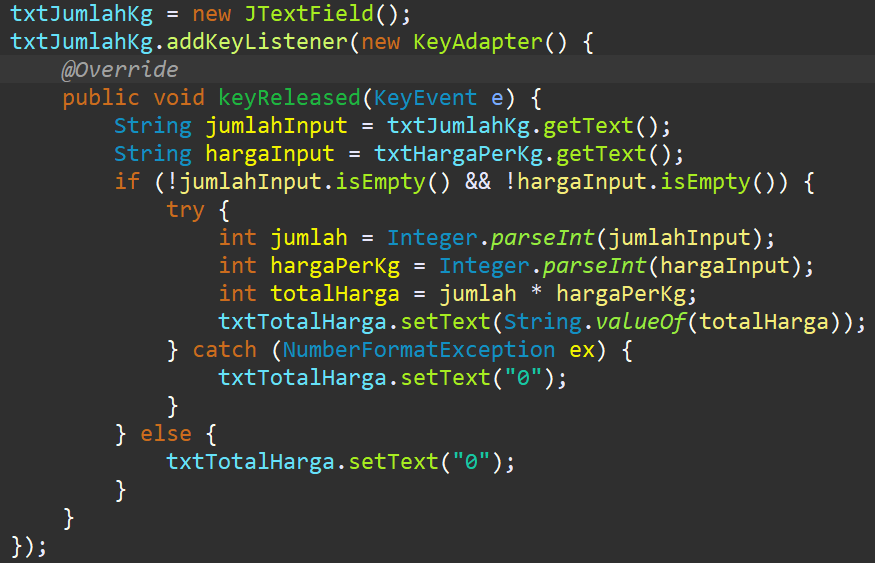 txtJumlahKg = new JTextField();
txtJumlahKg.addKeyListener(new KeyAdapter() {
    @Override
    public void keyReleased(KeyEvent e) {
        String jumlahInput = txtJumlahKg.getText();
        String hargaInput = txtHargaPerKg.getText();
        if (!jumlahInput.isEmpty() && !hargaInput.isEmpty()) {
            try {
                int jumlah = Integer.parseInt(jumlahInput);
                int hargaPerKg = Integer.parseInt(hargaInput);
                int totalHarga = jumlah * hargaPerKg;
                txtTotalHarga.setText(String.valueOf(totalHarga));
            } catch (NumberFormatException ex) {
                txtTotalHarga.setText("0");
            }
        } else {
            txtTotalHarga.setText("0");
        }
    }
});